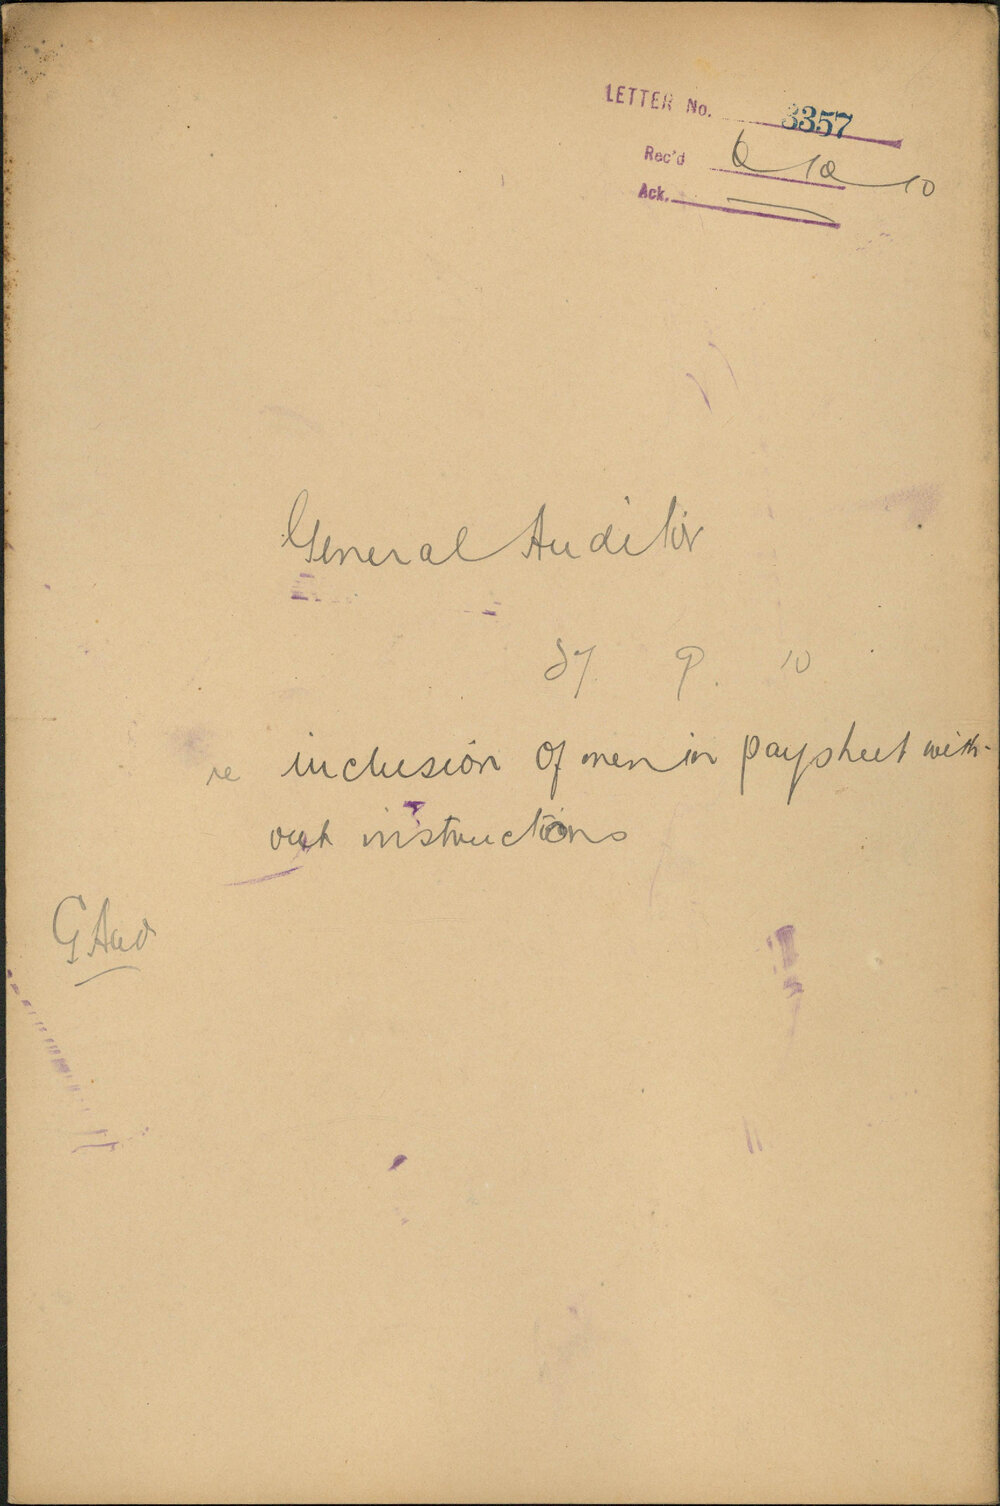 LETTER No. 3357
Rec'd 6 10 10
Ack.
General Auditor
27 9. 10
re inclusion of men in paysheet with-
out instructions
G Aud